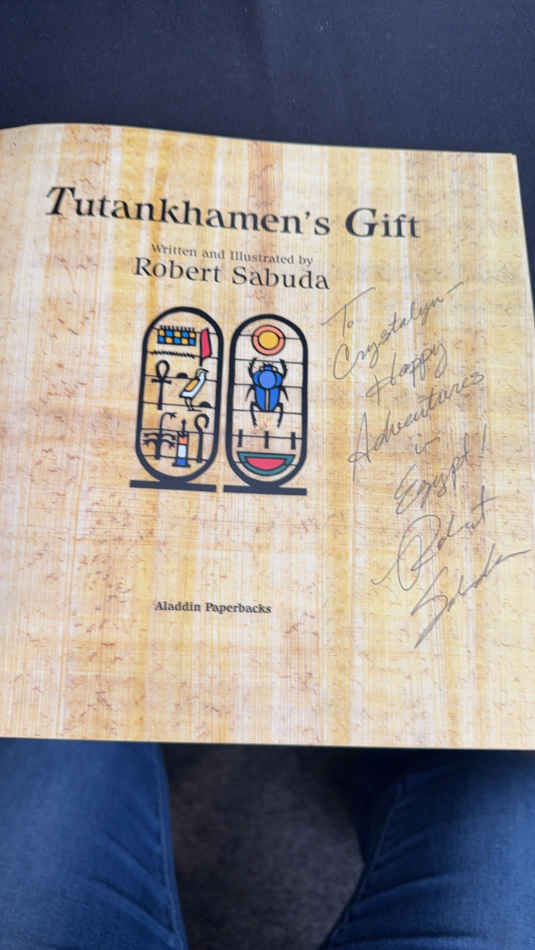 Tutankhamen's Gift
Written and Illustrated by
Robert Sabuda
To
Crystalyn-
Happy
Adventures
in
Egypt!
Robert
Sabuda
Aladdin Paperbacks